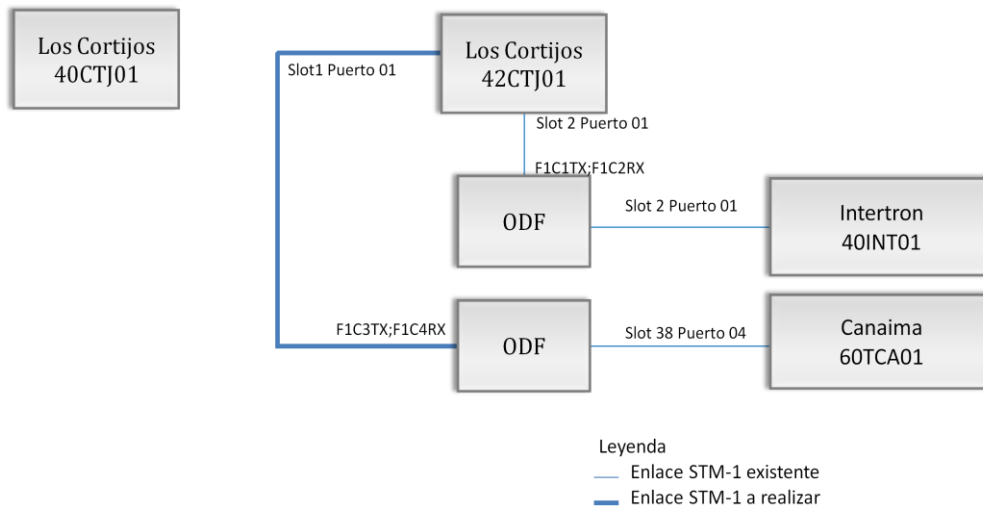 Los Cortijos
40CTJ01
Los Cortijos
42CTJ01
Slot1 Puerto 01
Slot 2 Puerto 01
F1C1TX;F1C2RX
ODF
Slot 2 Puerto 01
Intertron
40INT01
F1C3TX;F1C4RX
ODF
Slot 38 Puerto 04
Canaima
60TCA01
Leyenda
Enlace STM-1 existente
Enlace STM-1 a realizar